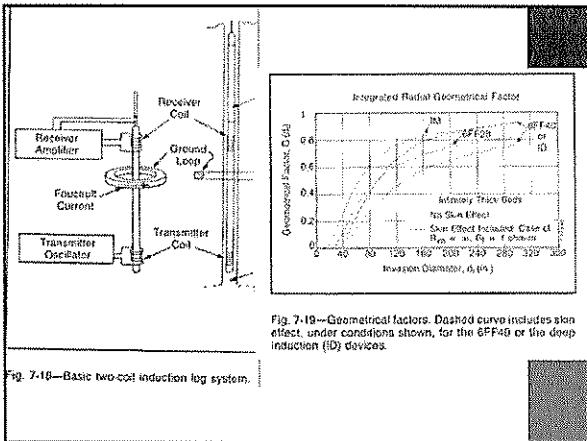 Receiver
Coil
Receiver
Amplifier
Ground
Loop
Foucault
Current
Transmitter
Oscillator
Transmitter
Coil
Fig. 7-18—Basic two-coil induction log system.
Integrated Radial Geometrical Factor
Geometrical Factor,
1
0.8
0.6
0.4
0.2
0
IM
6FF28
6FF40
or
ID
Infinitely Thick Beds
No Skin Effect
Skin Effect Included: Case of
0 40 80 120 160 200 240 280 320 360
Invasion Diameter,
Fig. 7-19—Geometrical factors. Dashed curve includes skin
effect, under conditions shown, for the 6FF40 or the deep
induction (ID) devices.